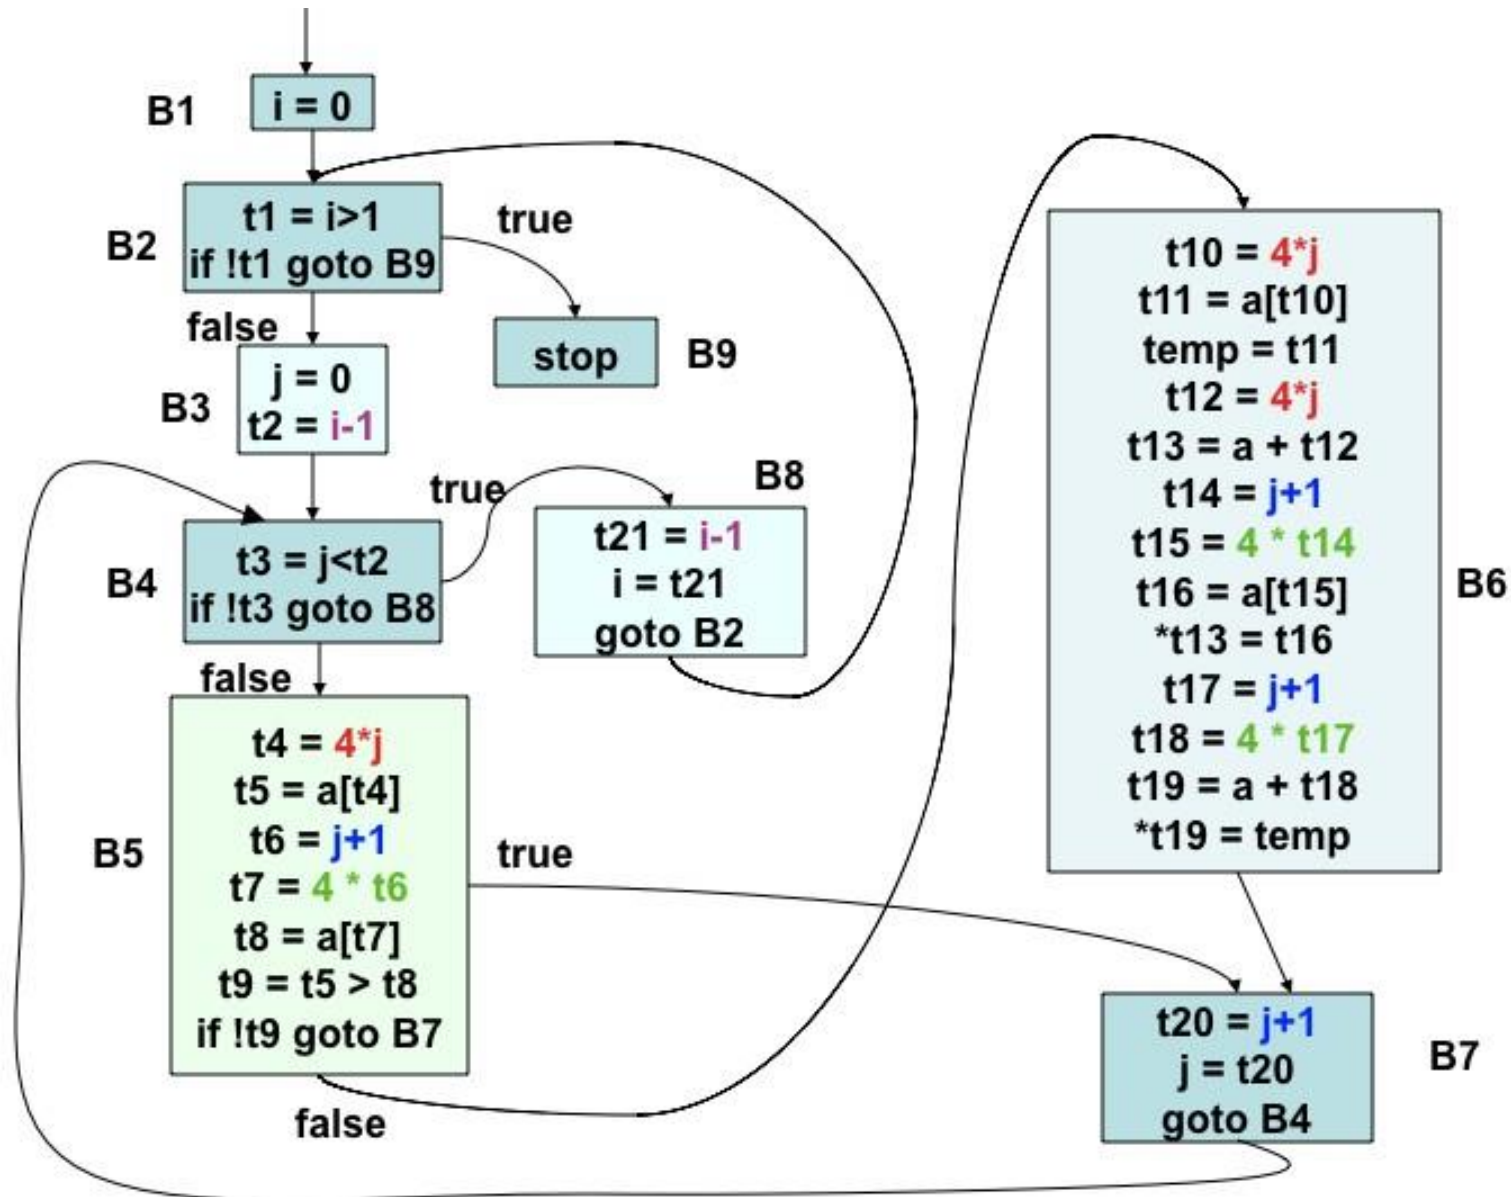 B1
i = 0
B2
t1 = i>1
if !t1 goto B9
true
false
stop
B9
B3
j = 0
t2 = i-1
B4
t3 = j<t2
if !t3 goto B8
true
false
B8
t21 = i-1
i = t21
goto B2
B5
t4 = 4*j
t5 = a[t4]
t6 = j+1
t7 = 4 * t6
t8 = a[t7]
t9 = t5 > t8
if !t9 goto B7
true
false
t10 = 4*j
t11 = a[t10]
temp = t11
t12 = 4*j
t13 = a + t12
t14 = j+1
t15 = 4 * t14
t16 = a[t15]
*t13 = t16
t17 = j+1
t18 = 4 * t17
t19 = a + t18
*t19 = temp
B6
t20 = j+1
j = t20
goto B4
B7